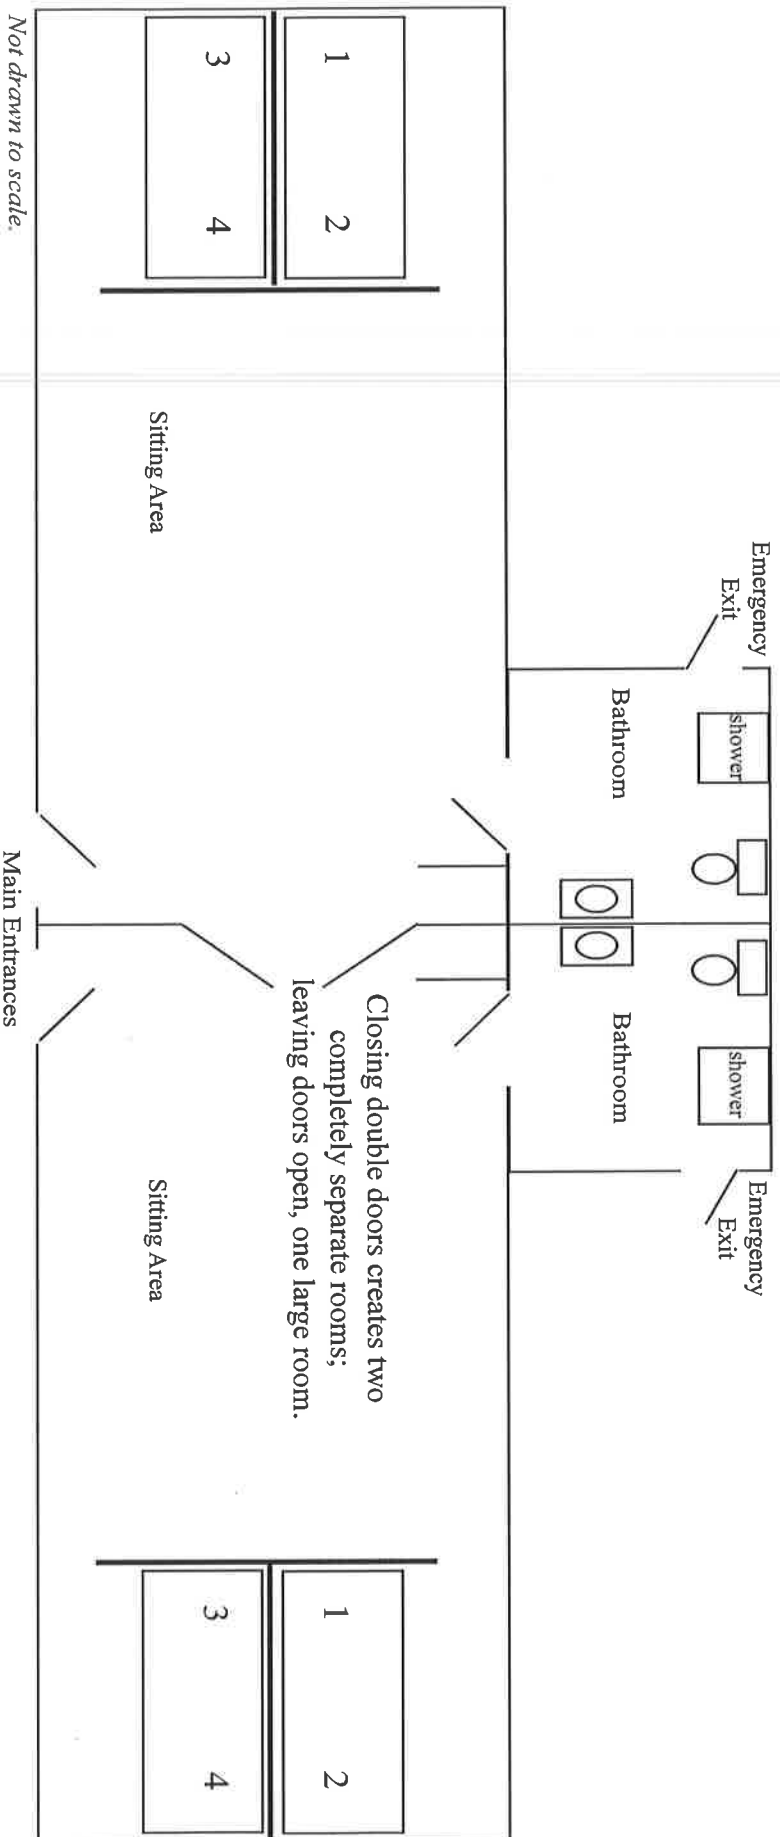 Emergency
Exit
Emergency
Exit
shower
shower
Bathroom
Bathroom
1 2
3 4
Closing double doors creates two
completely separate rooms;
leaving doors open, one large room.
1 2
3 4
Sitting Area
Sitting Area
Main Entrances
Not drawn to scale.